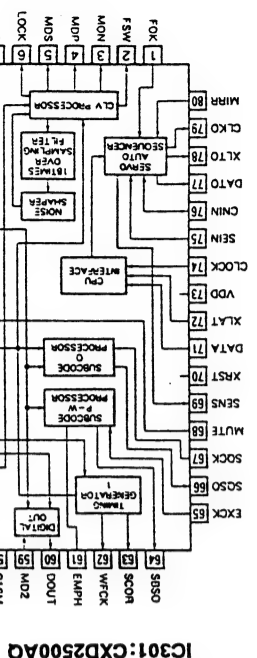 IC301:CXD2500AQ
65 EXCK
66 SQSO
67 SQCK
68 MUTE
69 SENS
70 XRST
71 DATA
72 XLAT
73 VDD
74 CLOCK
75 SEIN
76 CNIN
77 DATO
78 XLTO
79 CLKO
80 MIRR
64 SBSO
63 SCOR
62 WFCK
61 EMPH
60 DOUT
59 MD2
DIGITAL
OUT
TIMING
GENERATOR
1
SUBCODE
P-W
PROCESSOR
SUBCODE
Q
PROCESSOR
CPU
INTERFACE
SERVO
AUTO
SEQUENCER
NOISE
SHAPER
18TIMES
OVER
SAMPLING
FILTER
CLV PROCESSOR
1 FOK
2 FSW
3 MON
4 MDP
5 MDS
6 LOCK